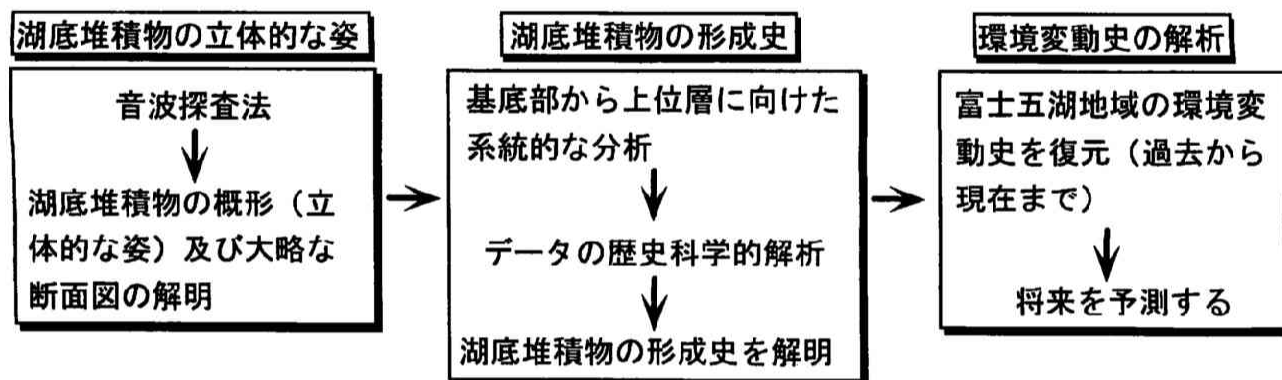 湖底堆積物の立体的な姿
音波探査法
湖底堆積物の概形（立
体的な姿）及び大略な
断面図の解明
湖底堆積物の形成史
基底部から上位層に向けた
系統的な分析
データの歴史科学的解析
湖底堆積物の形成史を解明
環境変動史の解析
富士五湖地域の環境変
動史を復元（過去から
現在まで）
将来を予測する